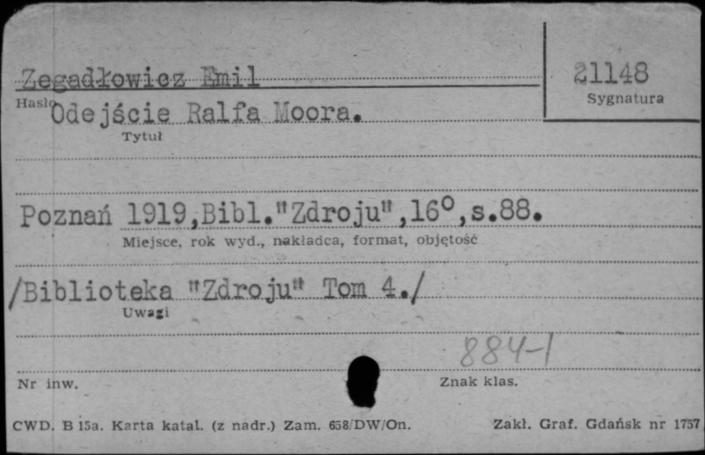 Zegadłowicz Emil
21148
Hasło
Sygnatura
Odejście Ralfa Moora.
Tytuł
Poznań 1919,Bibl."Zdroju",16°,s.88.
Miejsce, rok wyd., nakładca, format, objętość
/Biblioteka "Zdroju" Tom 4./
Uwagi
884-1
Nr inw.
Znak klas.
CWD. B 15a. Karta katal. (z nadr.) Zam. 658/DW/On.
Zakł. Graf. Gdańsk nr 1757